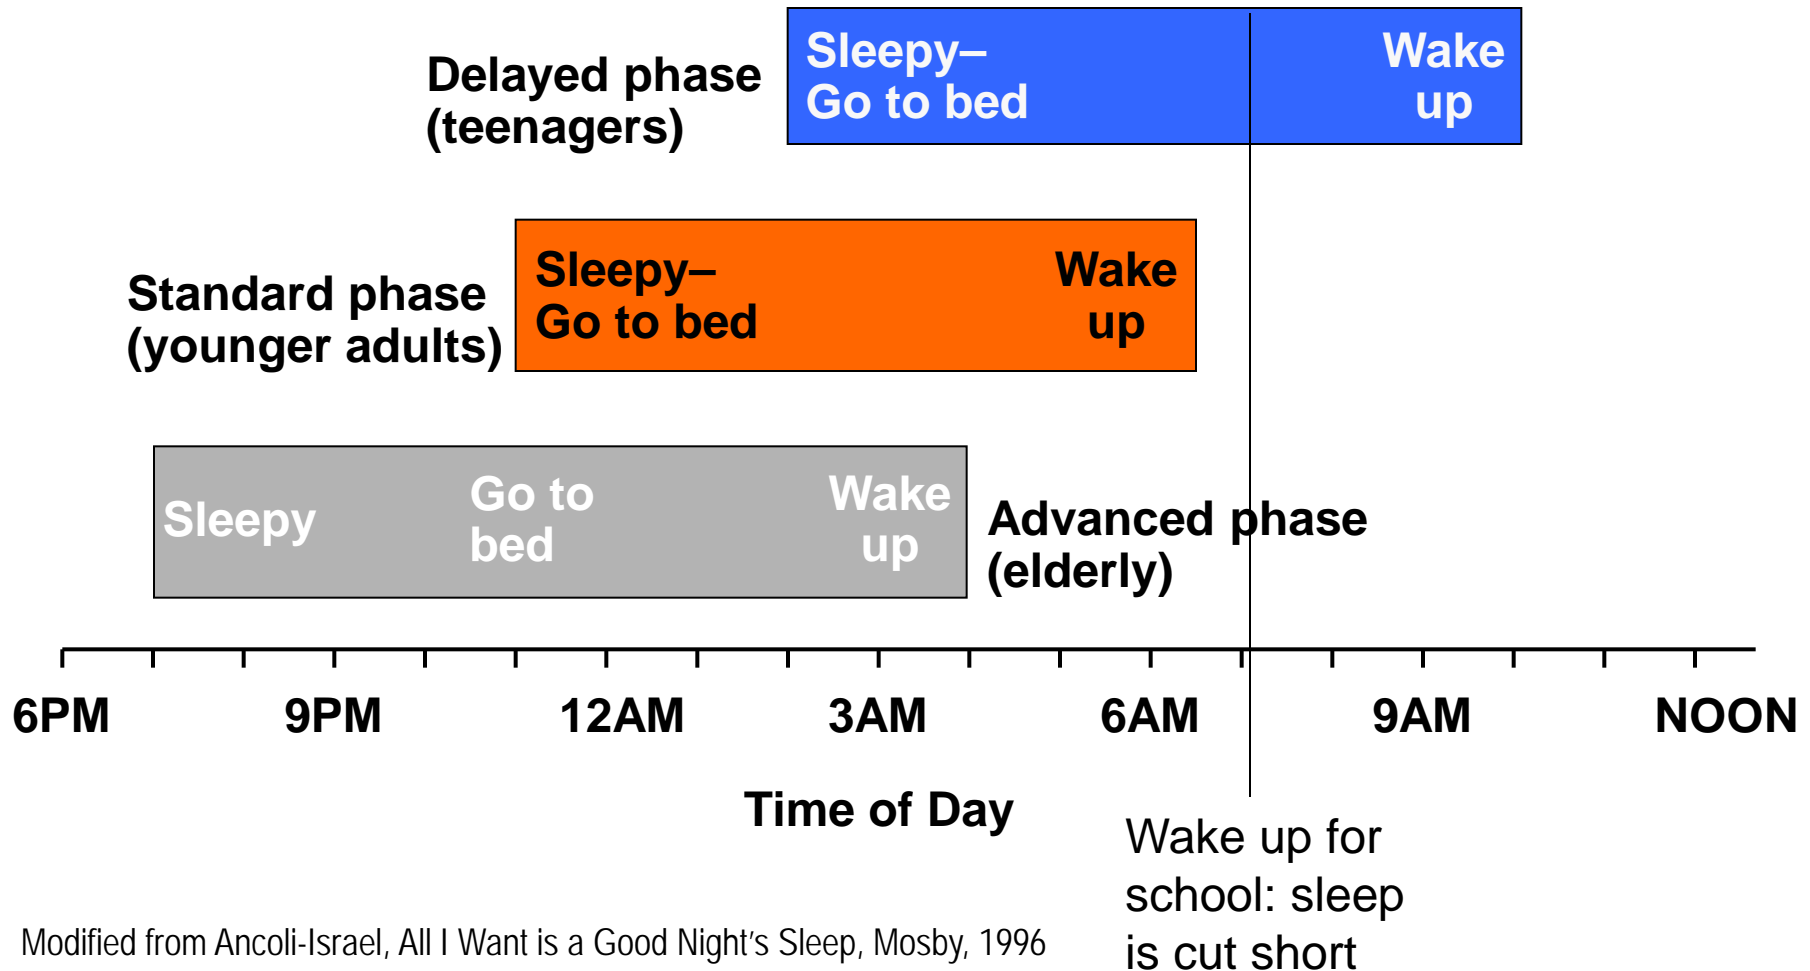 Delayed phase
(teenagers)
Sleepy–
Go to bed
Wake
up
Standard phase
(younger adults)
Sleepy–
Go to bed
Wake
up
Sleepy
Go to
bed
Wake
up
Advanced phase
(elderly)
6PM 9PM 12AM 3AM 6AM 9AM NOON
Time of Day
Wake up for
school: sleep
is cut short
Modified from Ancoli-Israel, All I Want is a Good Night's Sleep, Mosby, 1996